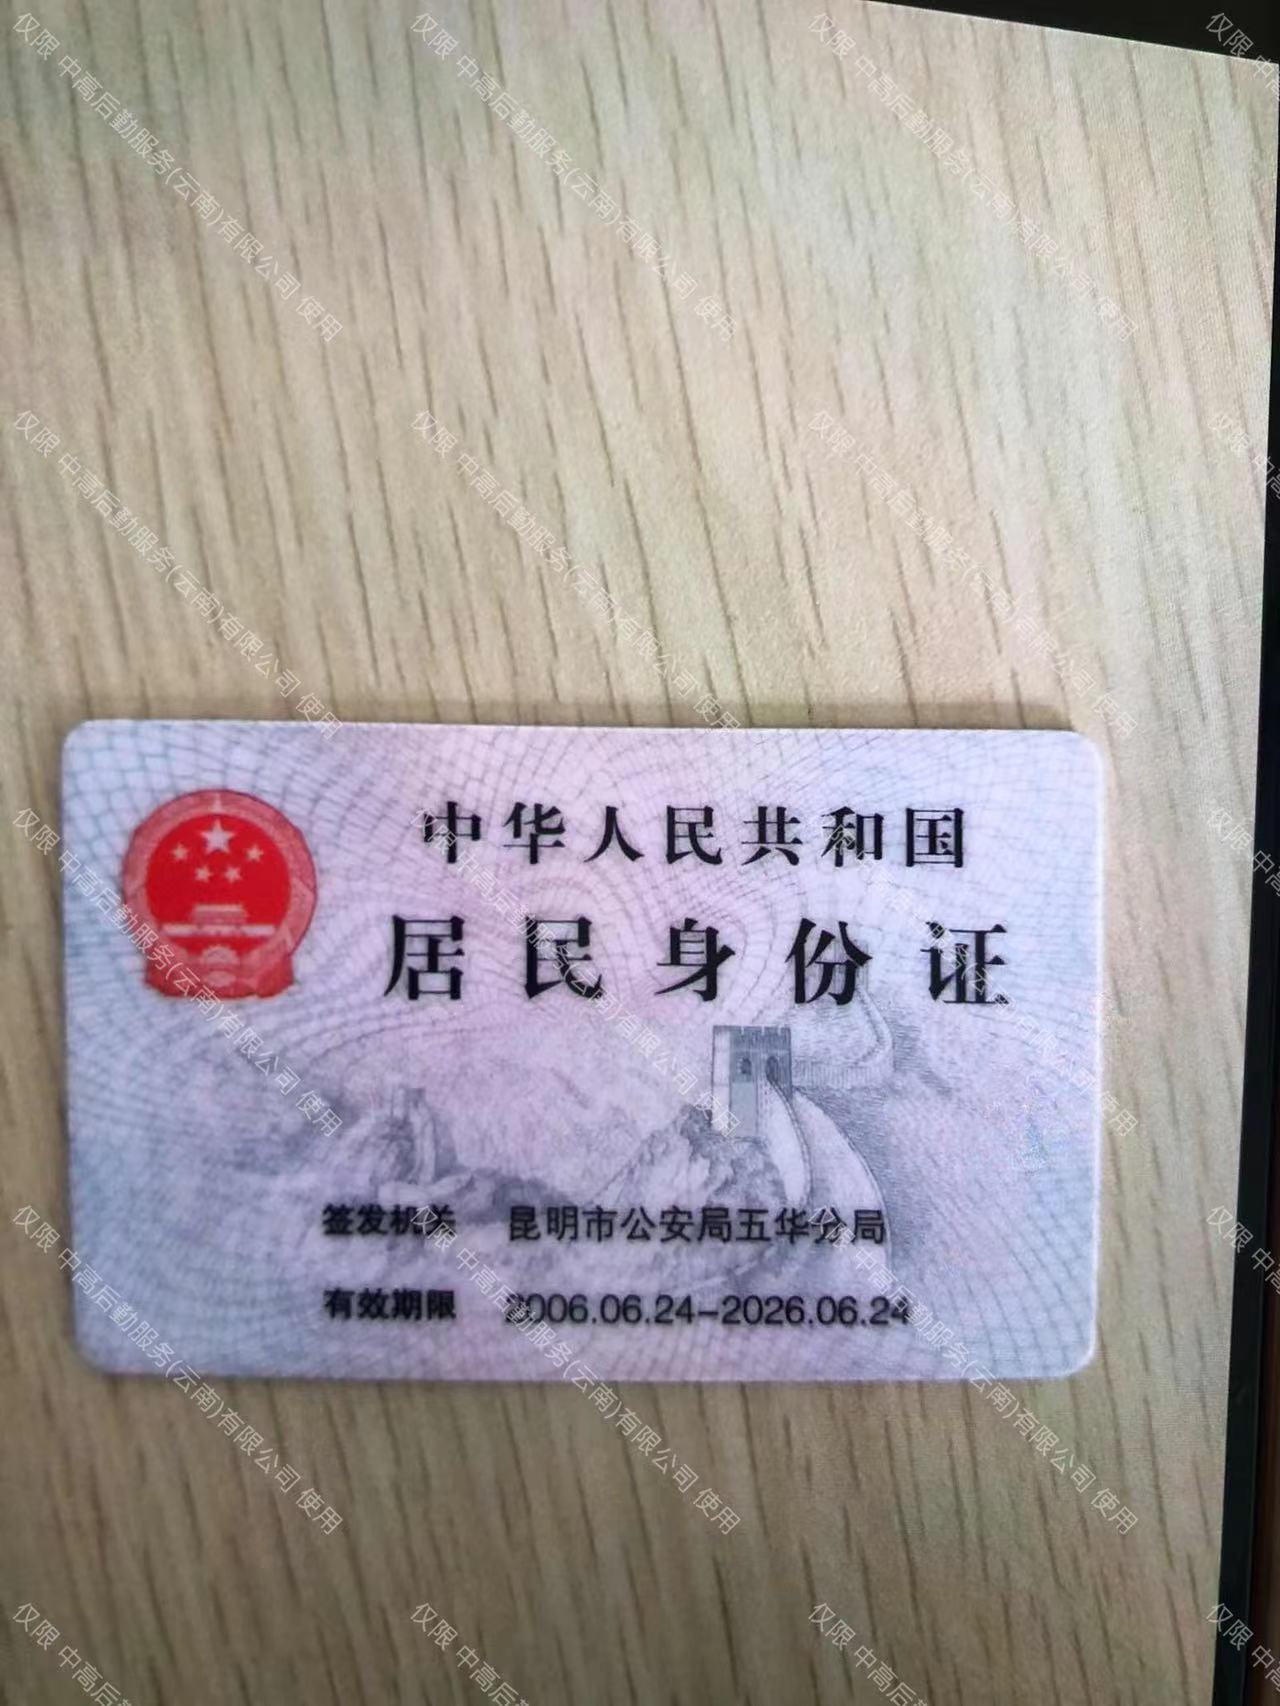 中华人民共和国
居民身份证
签发机关 昆明市公安局五华分局
有效期限 2006.06.24-2026.06.24
仅限 中高后勤服务(云南)有限公司 使用